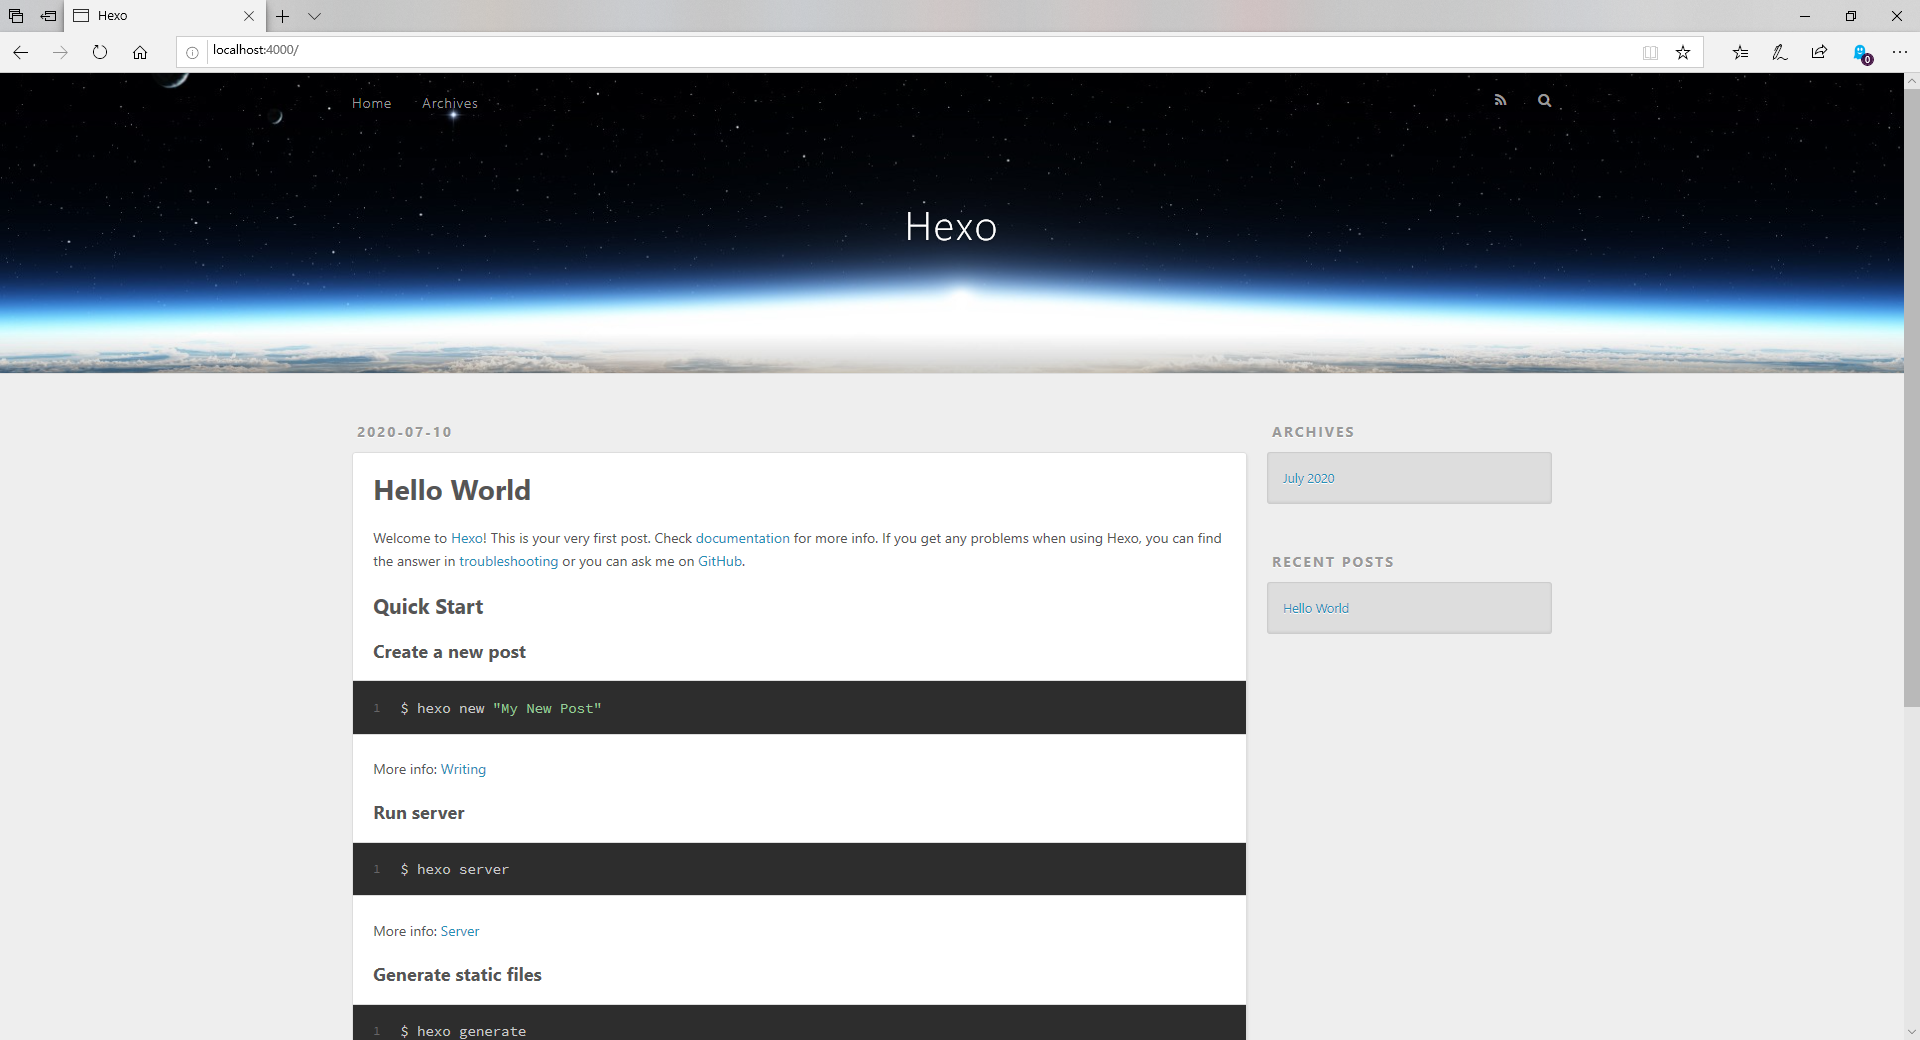 Hexo
localhost:4000/
0
Home Archives
Hexo
2020-07-10
Hello World
Welcome to Hexo! This is your very first post. Check documentation for more info. If you get any problems when using Hexo, you can find
the answer in troubleshooting or you can ask me on GitHub.
Quick Start
Create a new post
1 $ hexo new "My New Post"
More info: Writing
Run server
1 $ hexo server
More info: Server
Generate static files
1 $ hexo generate
ARCHIVES
July 2020
RECENT POSTS
Hello World